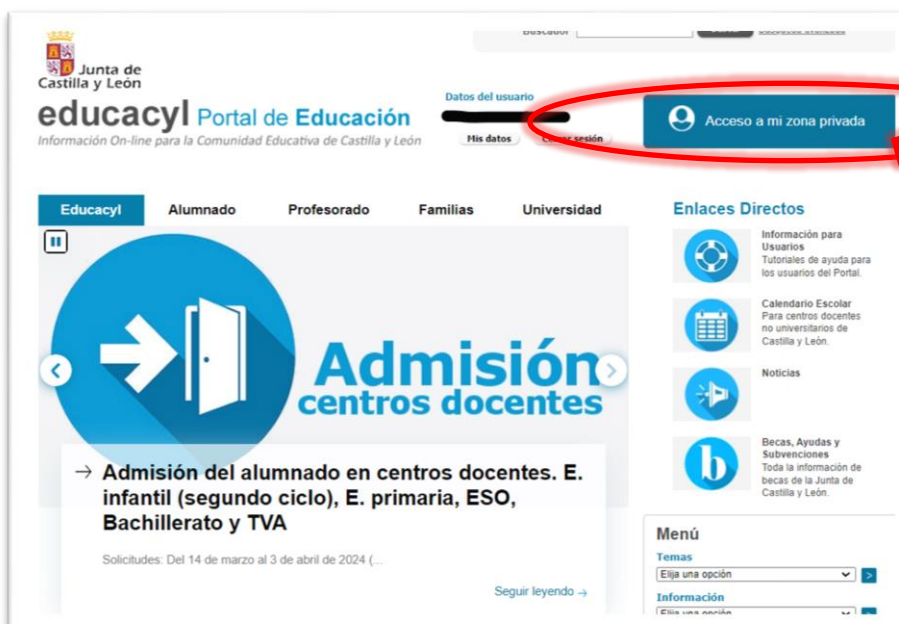 Buscador
Junta de
Castilla y León
educacyl Portal de Educación
Información On-line para la Comunidad Educativa de Castilla y León
Datos del usuario
Mis datos
sesión
Acceso a mi zona privada
Educacyl Alumnado Profesorado Familias Universidad
Admisión
centros docentes
→ Admisión del alumnado en centros docentes. E.
infantil (segundo ciclo), E. primaria, ESO,
Bachillerato y TVA
Solicitudes: Del 14 de marzo al 3 de abril de 2024 (...
Seguir leyendo →
Enlaces Directos
Información para
Usuarios
Tutoriales de ayuda para
los usuarios del Portal.
Calendario Escolar
Para centros docentes
no universitarios de
Castilla y León.
Noticias
b
Becas, Ayudas y
Subvenciones
Toda la información de
becas de la Junta de
Castilla y León.
Menú
Temas
Elija una opción >
Información
Elija una opción